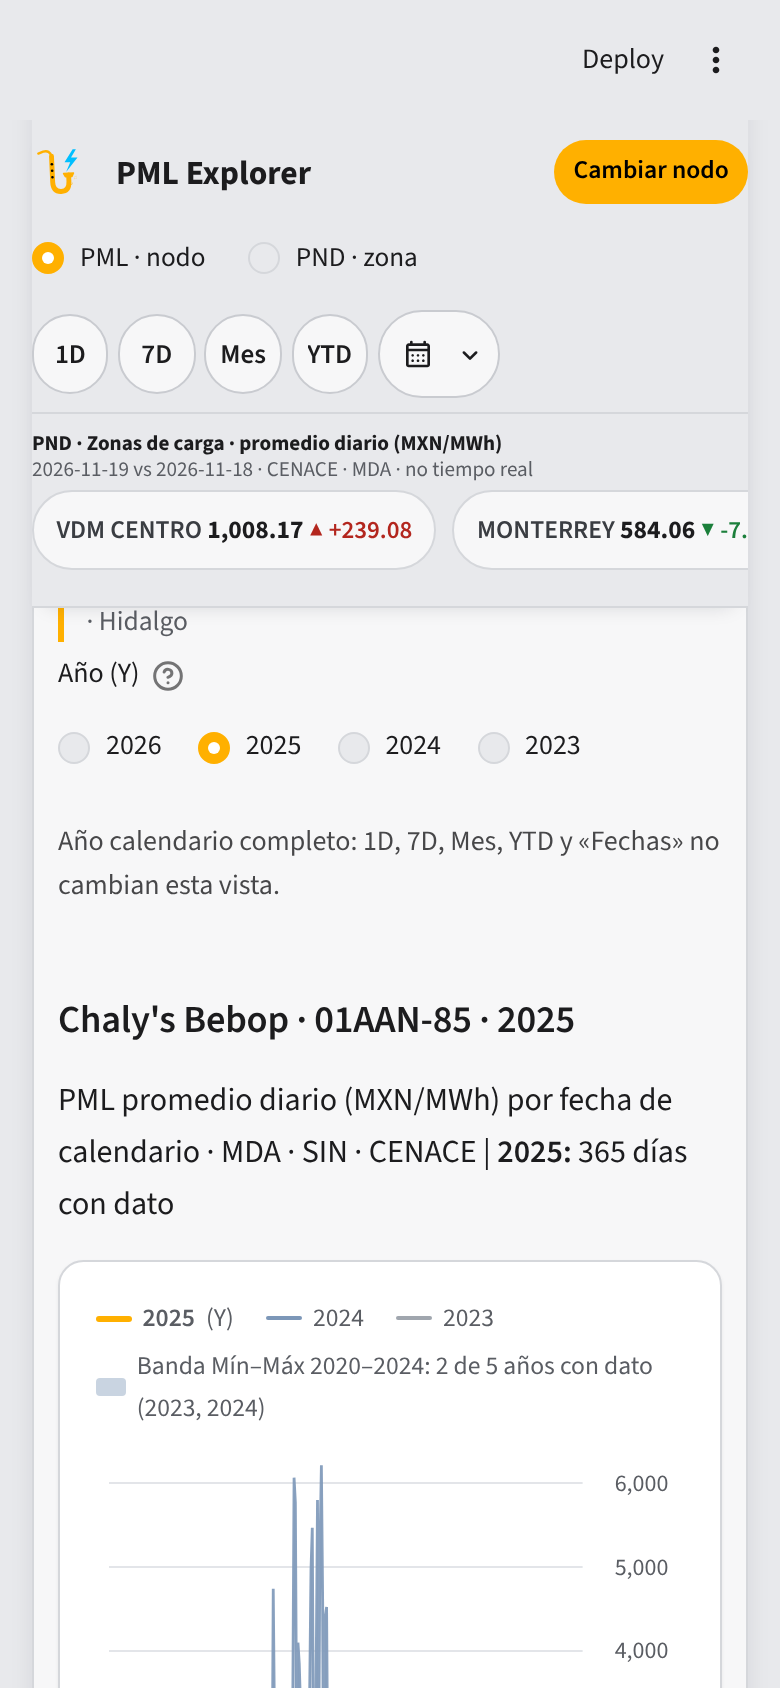 Deploy
PML Explorer
Cambiar nodo
PML · nodo
PND · zona
1D
7D
Mes
YTD
PND · Zonas de carga · promedio diario (MXN/MWh)
2026-11-19 vs 2026-11-18 · CENACE · MDA · no tiempo real
VDM CENTRO 1,008.17 ▲ +239.08
MONTERREY 584.06 ▼ -7.
· Hidalgo
Año (Y) ?
2026
2025
2024
2023
Año calendario completo: 1D, 7D, Mes, YTD y «Fechas» no
cambian esta vista.
Chaly's Bebop · 01AAN-85 · 2025
PML promedio diario (MXN/MWh) por fecha de
calendario · MDA · SIN · CENACE | 2025: 365 días
con dato
2025 (Y)
2024
2023
Banda Mín–Máx 2020–2024: 2 de 5 años con dato
(2023, 2024)
6,000
5,000
4,000